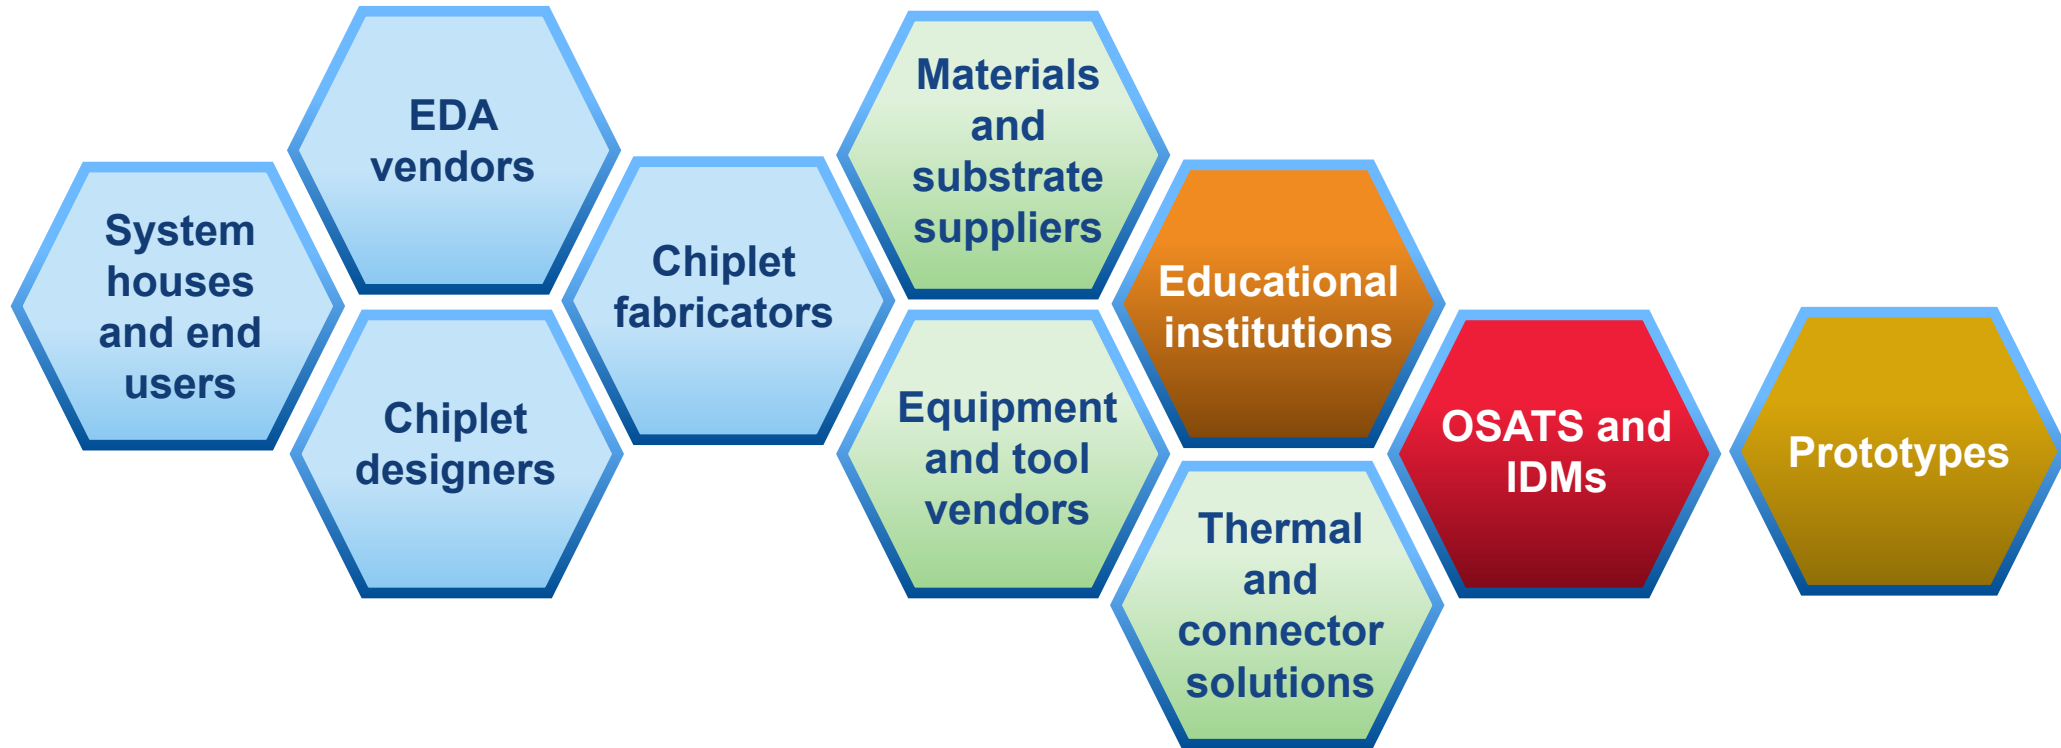 System
houses
and end
users
EDA
vendors
Chiplet
designers
Chiplet
fabricators
Materials
and
substrate
suppliers
Equipment
and tool
vendors
Educational
institutions
Thermal
and
connector
solutions
OSATS and
IDMs
Prototypes